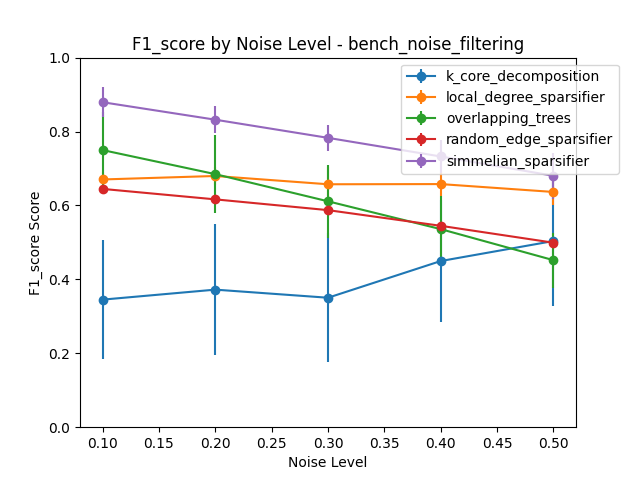 F1_score by Noise Level - bench_noise_filtering
k_core_decomposition
local_degree_sparsifier
overlapping_trees
random_edge_sparsifier
simmelian_sparsifier
F1_score Score
1.0
0.8
0.6
0.4
0.2
0.0
0.10 0.15 0.20 0.25 0.30 0.35 0.40 0.45 0.50
Noise Level